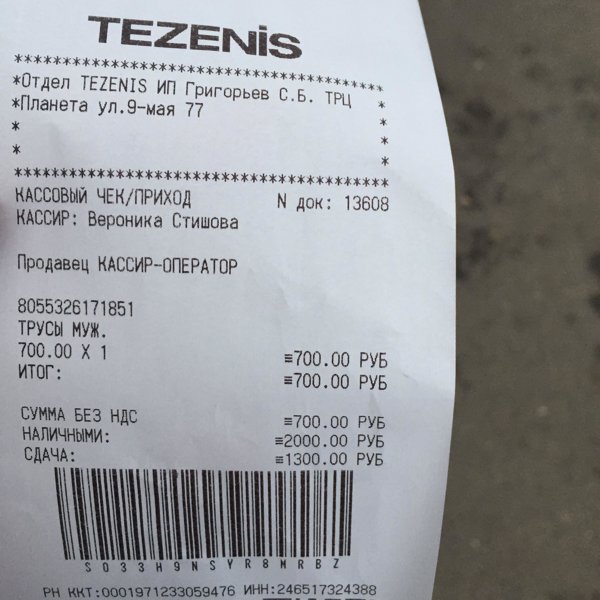 TEZENIS
****************************************
*Отдел TEZENIS ИП Григорьев С.Б. ТРЦ *
*Планета ул.9-мая 77 *
* *
* *
****************************************
КАССОВЫЙ ЧЕК/ПРИХОД N док: 13608
КАССИР: Вероника Стишова
Продавец КАССИР-ОПЕРАТОР
8055326171851
ТРУСЫ МУЖ.
700.00 X 1 ≡700.00 РУБ
ИТОГ: ≡700.00 РУБ
СУММА БЕЗ НДС ≡700.00 РУБ
НАЛИЧНЫМИ: ≡2000.00 РУБ
СДАЧА: ≡1300.00 РУБ
S033H9NSYR8MRBZ
РН ККТ:0001971233059476 ИНН:246517324388